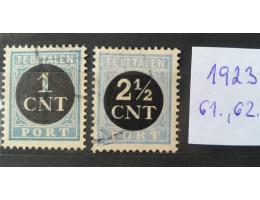 TE BETALEN
1
CNT
PORT
TE BETALEN
2½
CNT
PORT
1923
61., 62.